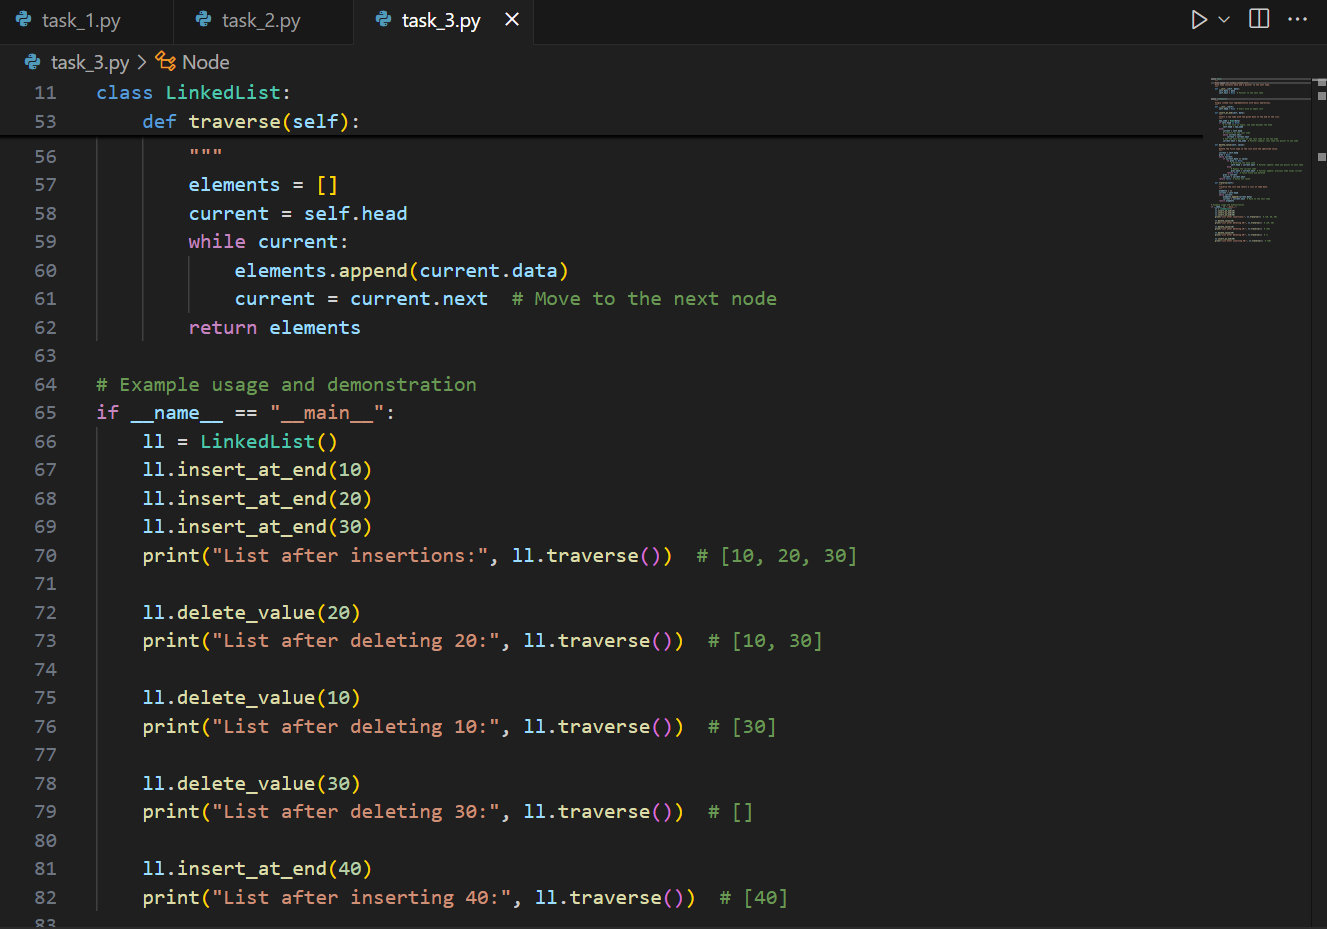 task_1.py task_2.py task_3.py
task_3.py > Node
11 class LinkedList:
53     def traverse(self):
56         """
57         elements = []
58         current = self.head
59         while current:
60             elements.append(current.data)
61             current = current.next  # Move to the next node
62         return elements
63
64 # Example usage and demonstration
65 if __name__ == "__main__":
66     ll = LinkedList()
67     ll.insert_at_end(10)
68     ll.insert_at_end(20)
69     ll.insert_at_end(30)
70     print("List after insertions:", ll.traverse())  # [10, 20, 30]
71
72     ll.delete_value(20)
73     print("List after deleting 20:", ll.traverse())  # [10, 30]
74
75     ll.delete_value(10)
76     print("List after deleting 10:", ll.traverse())  # [30]
77
78     ll.delete_value(30)
79     print("List after deleting 30:", ll.traverse())  # []
80
81     ll.insert_at_end(40)
82     print("List after inserting 40:", ll.traverse())  # [40]
83